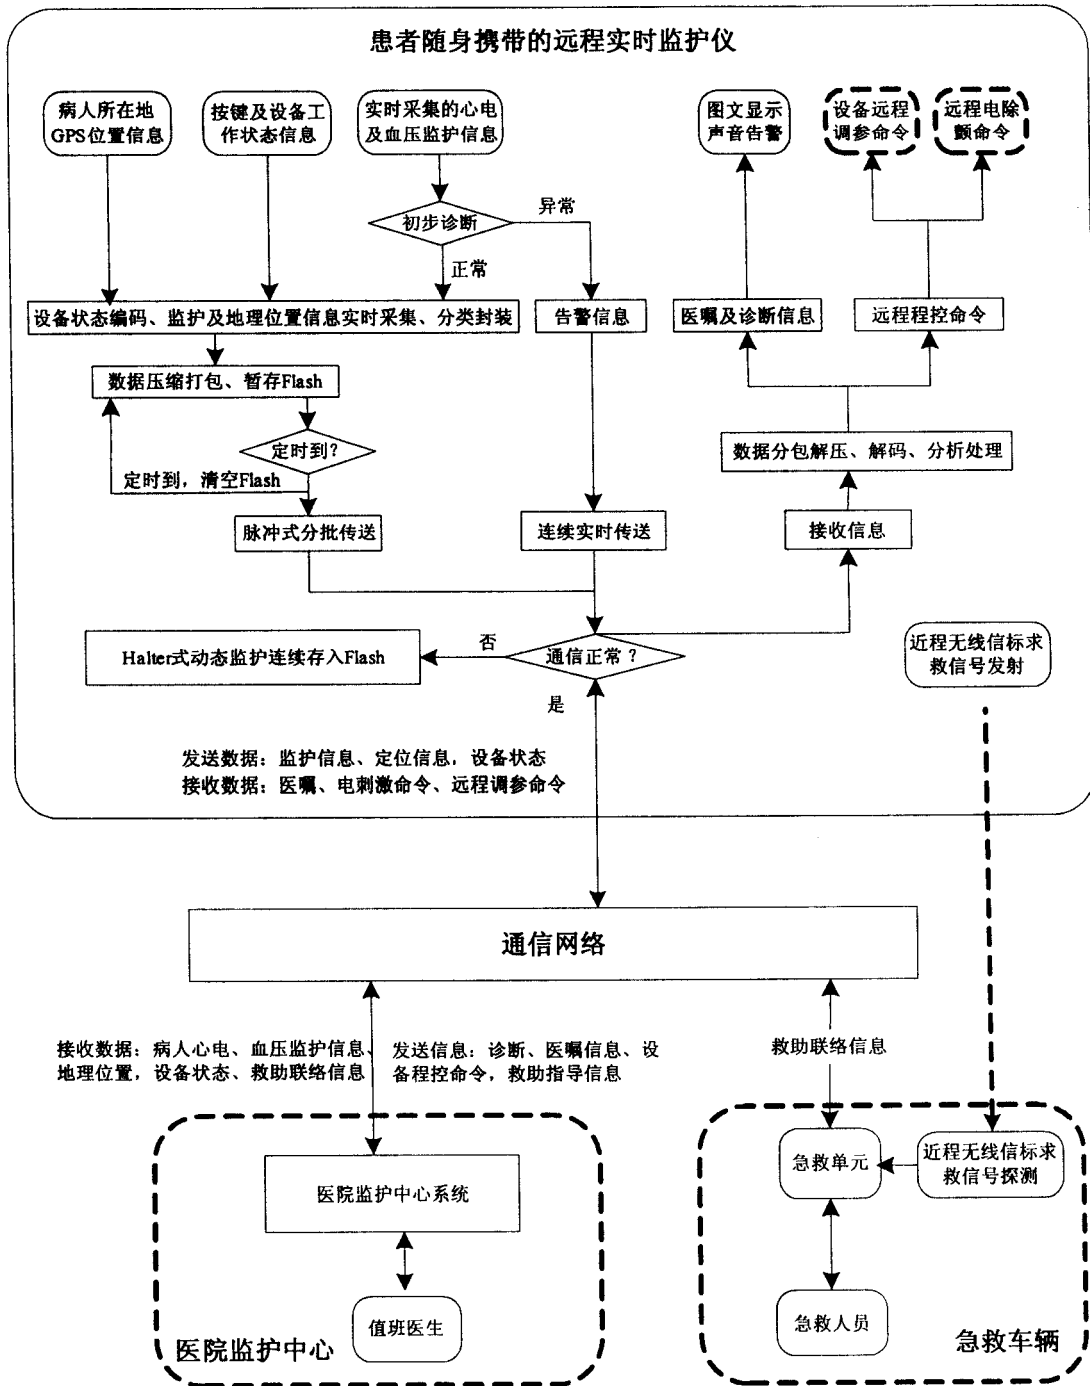 患者随身携带的远程实时监护仪
病人所在地
GPS位置信息
按键及设备工
作状态信息
实时采集的心电
及血压监护信息
图文显示
声音告警
设备远程
调参命令
远程电除
颤命令
初步诊断
异常
正常
设备状态编码、监护及地理位置信息实时采集、分类封装
告警信息
医嘱及诊断信息
远程程控命令
数据压缩打包、暂存Flash
定时到?
定时到，清空Flash
数据分包解压、解码、分析处理
脉冲式分批传送
连续实时传送
接收信息
Halter式动态监护连续存入Flash
否
通信正常?
是
近程无线信标求
救信号发射
发送数据：监护信息、定位信息，设备状态
接收数据：医嘱、电刺激命令、远程调参命令
通信网络
接收数据：病人心电、血压监护信息、
地理位置，设备状态、救助联络信息
发送信息：诊断、医嘱信息、设
备程控命令，救助指导信息
救助联络信息
医院监护中心系统
值班医生
医院监护中心
急救单元
近程无线信标求
救信号探测
急救人员
急救车辆